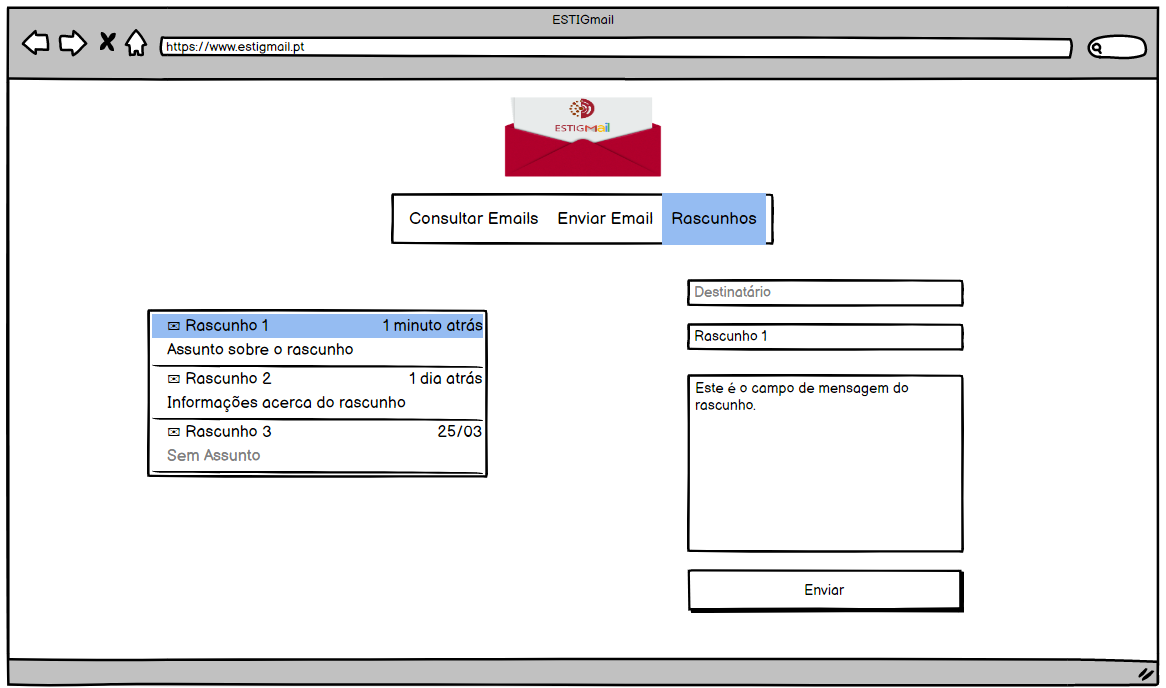 ESTIGmail
https://www.estigmail.pt
ESTIGmail
Consultar Emails Enviar Email Rascunhos
Rascunho 1 1 minuto atrás
Assunto sobre o rascunho
Rascunho 2 1 dia atrás
Informações acerca do rascunho
Rascunho 3 25/03
Sem Assunto
Destinatário
Rascunho 1
Este é o campo de mensagem do
rascunho.
Enviar